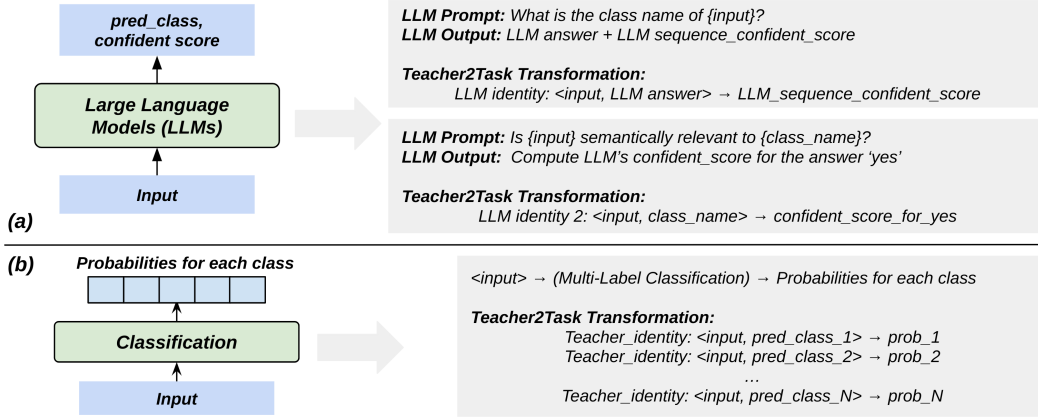 pred_class,
confident score
Large Language
Models (LLMs)
Input
(a)
LLM Prompt: What is the class name of {input}?
LLM Output: LLM answer + LLM sequence_confident_score
Teacher2Task Transformation:
LLM identity: <input, LLM answer> → LLM_sequence_confident_score
LLM Prompt: Is {input} semantically relevant to {class_name}?
LLM Output: Compute LLM's confident_score for the answer ‘yes’
Teacher2Task Transformation:
LLM identity 2: <input, class_name> → confident_score_for_yes
(b)
Probabilities for each class
Classification
Input
<input> → (Multi-Label Classification) → Probabilities for each class
Teacher2Task Transformation:
Teacher_identity: <input, pred_class_1> → prob_1
Teacher_identity: <input, pred_class_2> → prob_2
…
Teacher_identity: <input, pred_class_N> → prob_N